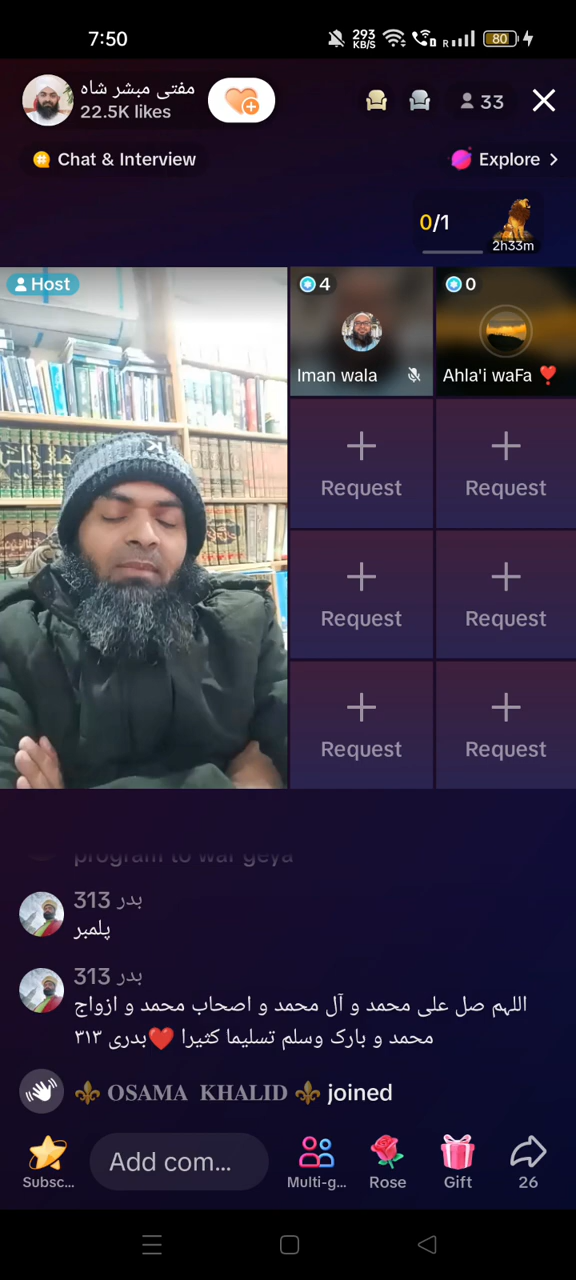 7:50
293
KB/S
R
80
مفتی مبشر شاه
22.5K likes
33
Chat & Interview
Explore
0/1
2h33m
Host
4
Iman wala
0
Ahla'i waFa ❤️
Request
Request
Request
Request
Request
Request
program to war geya
بدر 313
پلمبر
بدر 313
اللہم صل علی محمد و آل محمد و اصحاب محمد و ازواج
محمد و بارک وسلم تسلیما کثیرا ❤️بدری ۳۱۳
⚜️ OSAMA KHALID ⚜️ joined
Subsc...
Add com...
Multi-g...
Rose
Gift
26